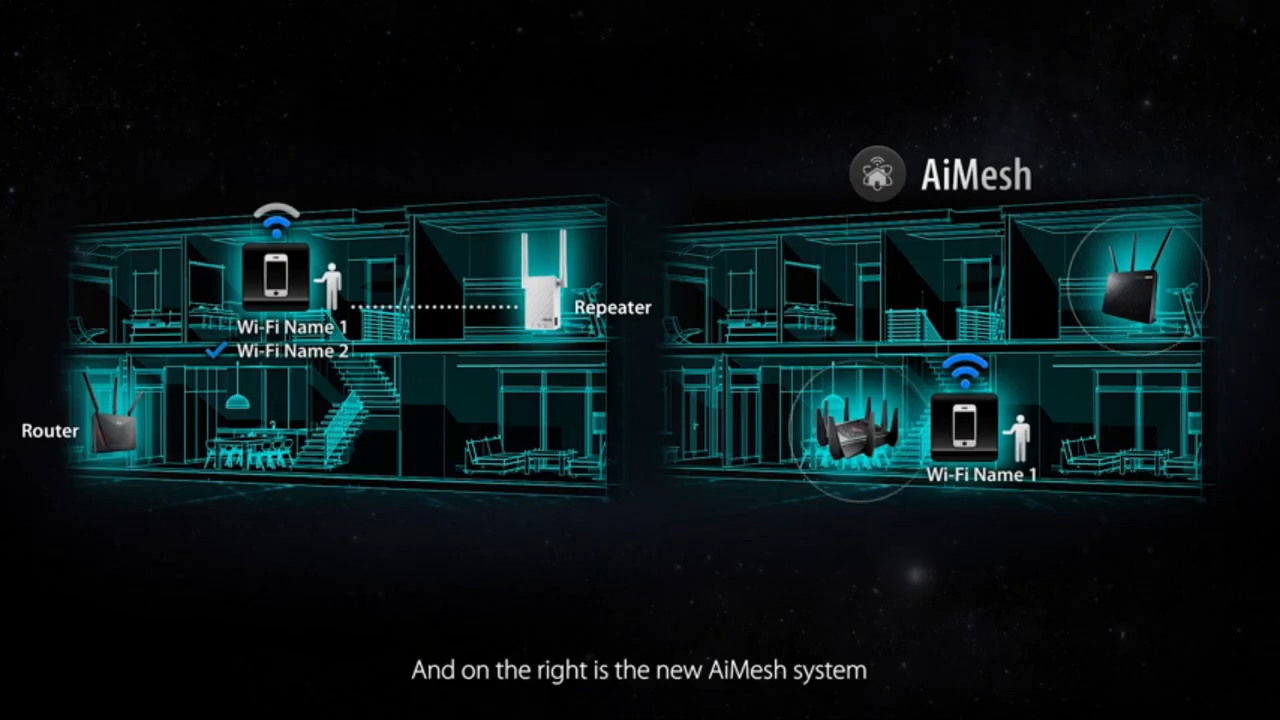 AiMesh
Repeater
Wi-Fi Name 1
Wi-Fi Name 2
Router
Wi-Fi Name 1
And on the right is the new AiMesh system